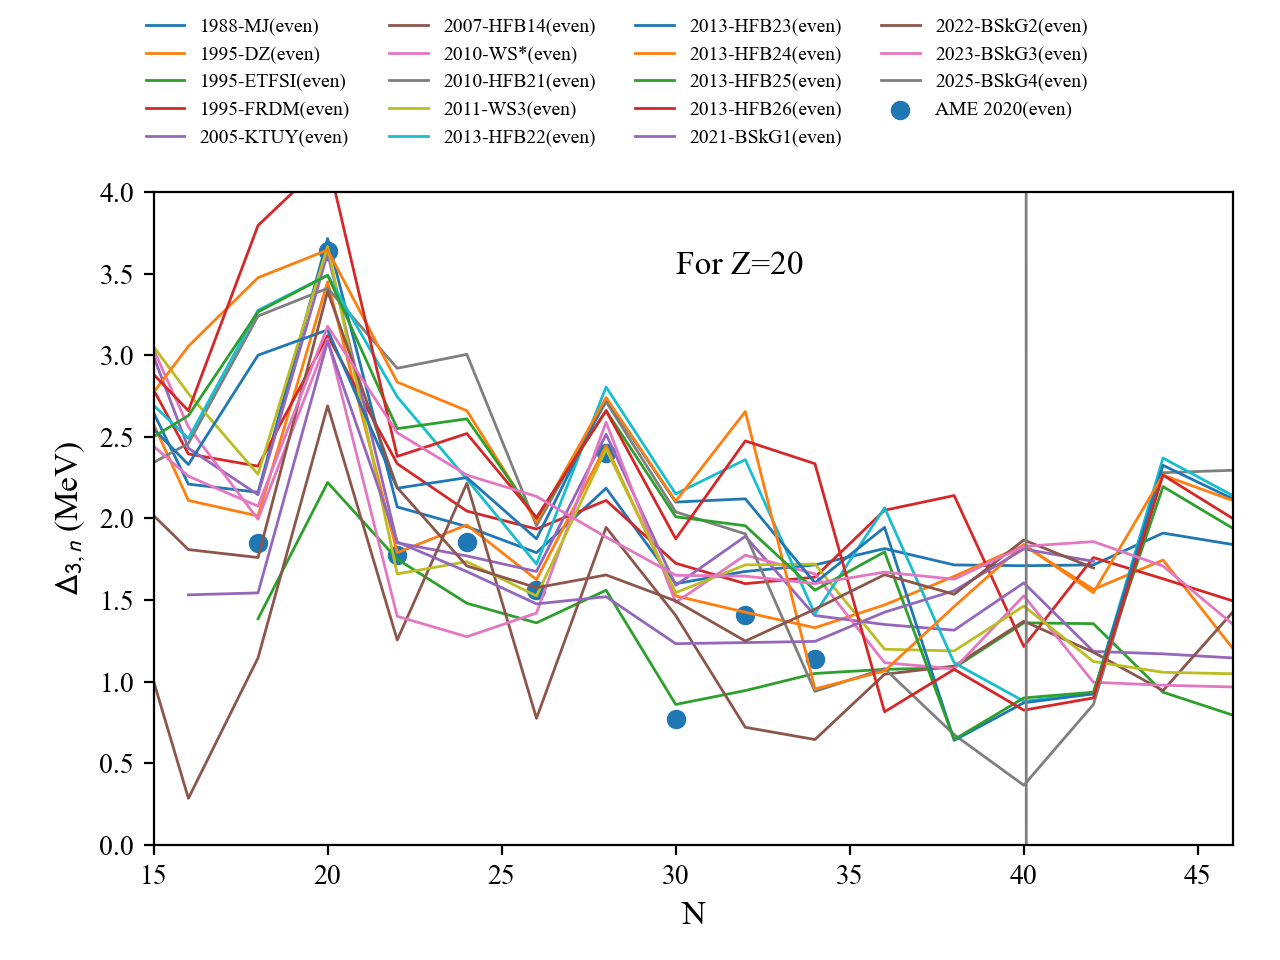 1988-MJ(even) 2007-HFB14(even) 2013-HFB23(even) 2022-BSkG2(even)
1995-DZ(even) 2010-WS*(even) 2013-HFB24(even) 2023-BSkG3(even)
1995-ETFSI(even) 2010-HFB21(even) 2013-HFB25(even) 2025-BSkG4(even)
1995-FRDM(even) 2011-WS3(even) 2013-HFB26(even) AME 2020(even)
2005-KTUY(even) 2013-HFB22(even) 2021-BSkG1(even)
4.0
For Z=20
3.5
3.0
2.5
2.0
1.5
1.0
0.5
0.0
Δ3,n (MeV)
15 20 25 30 35 40 45
N